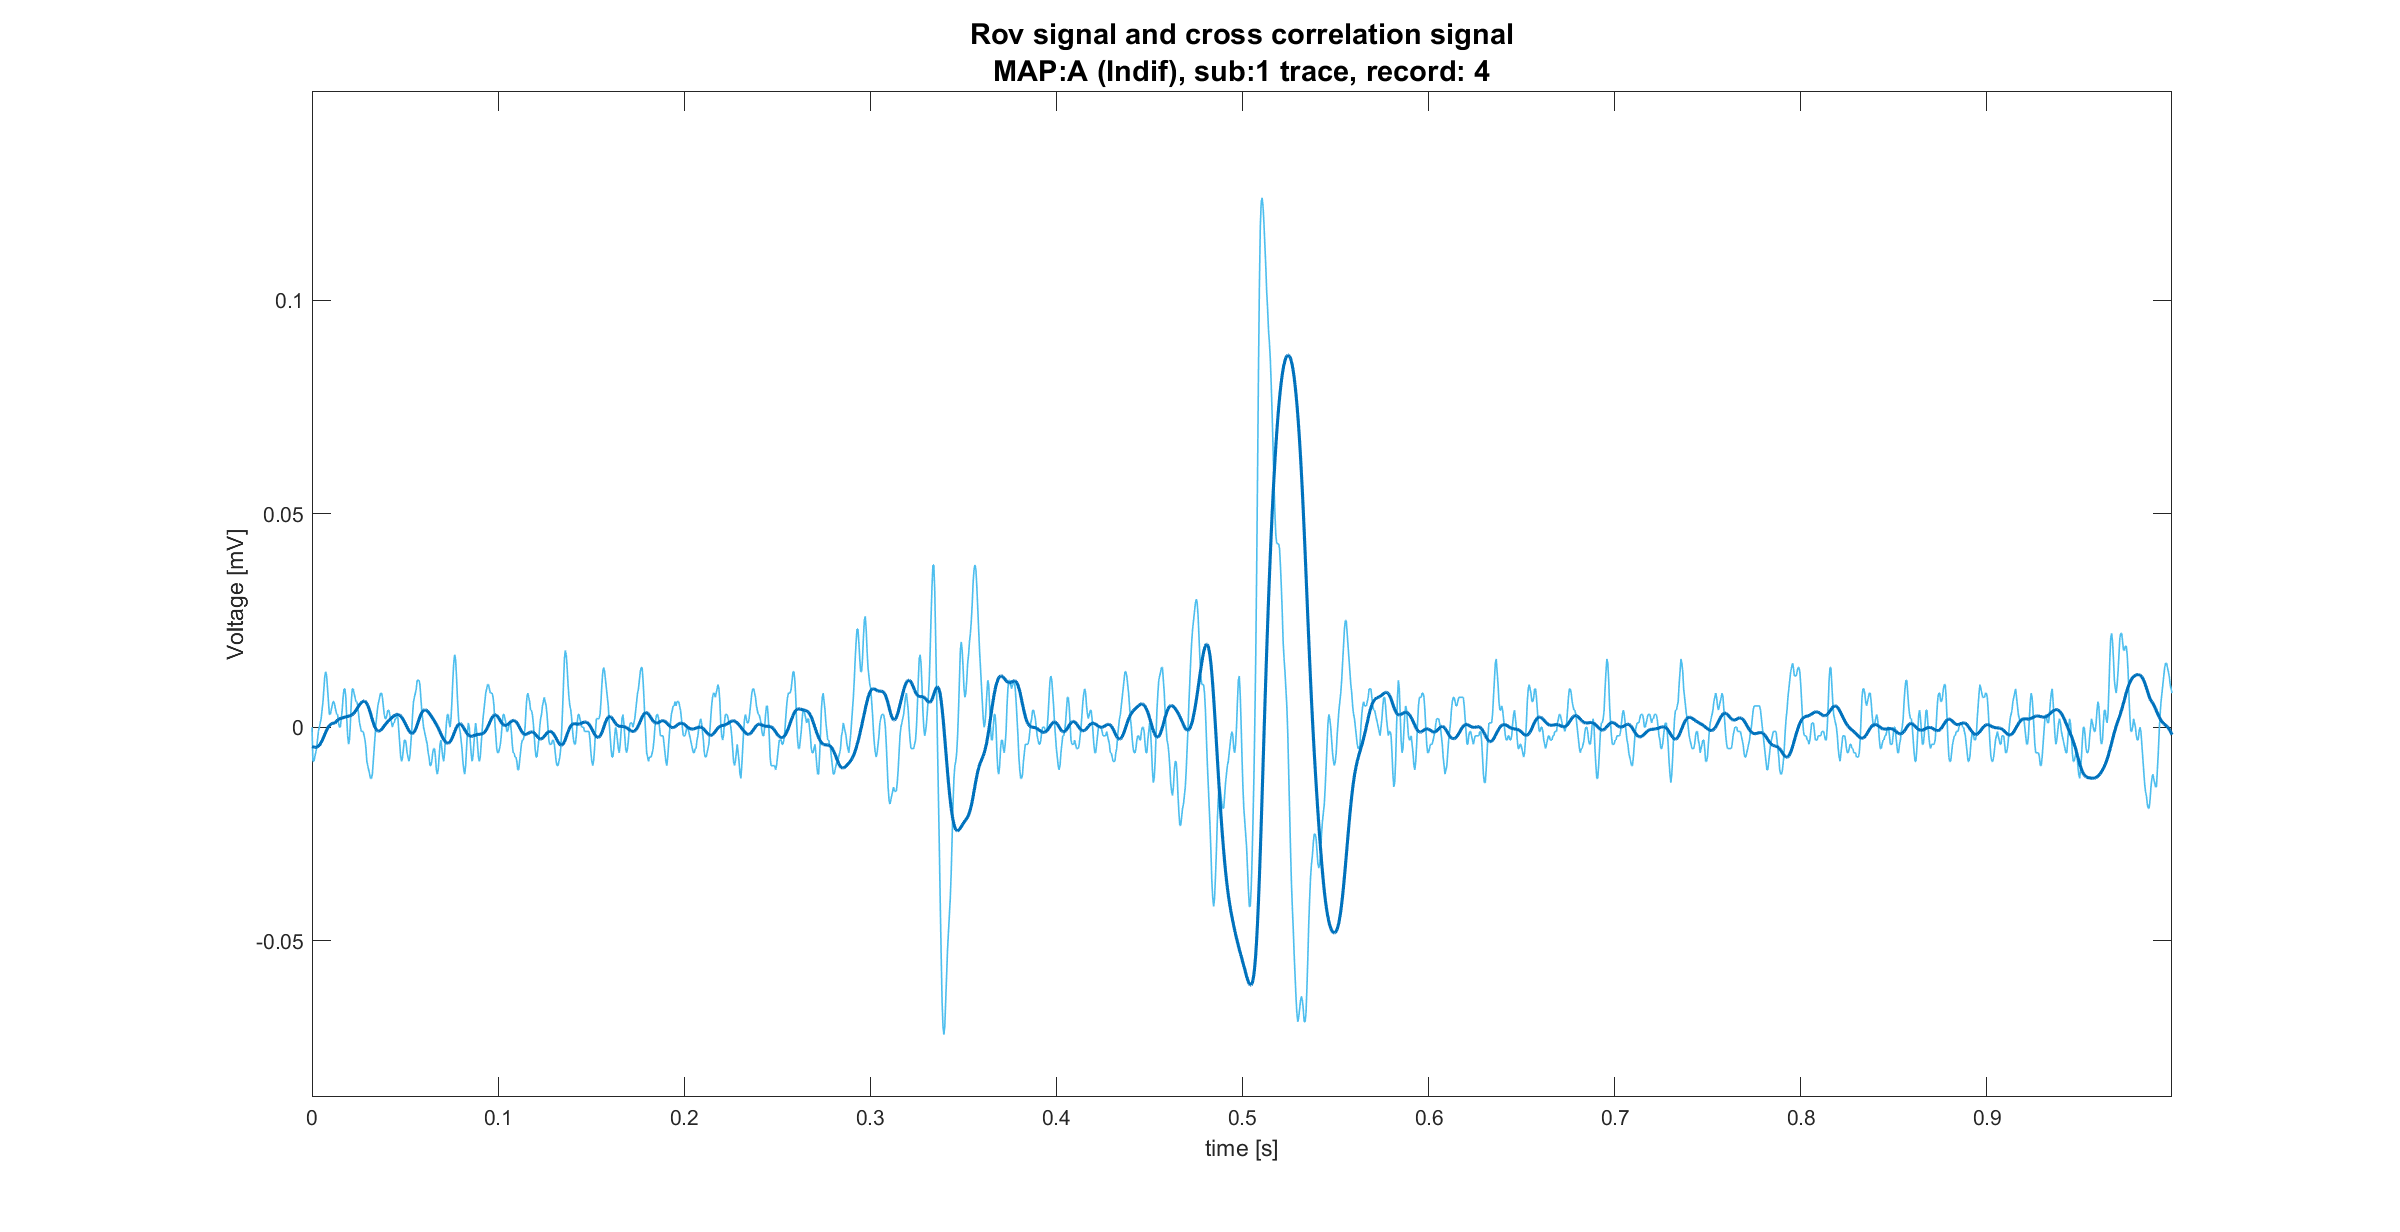 Rov signal and cross correlation signal
MAP:A (Indif), sub:1 trace, record: 4
0.1
0.05
0
-0.05
Voltage [mV]
0 0.1 0.2 0.3 0.4 0.5 0.6 0.7 0.8 0.9
time [s]